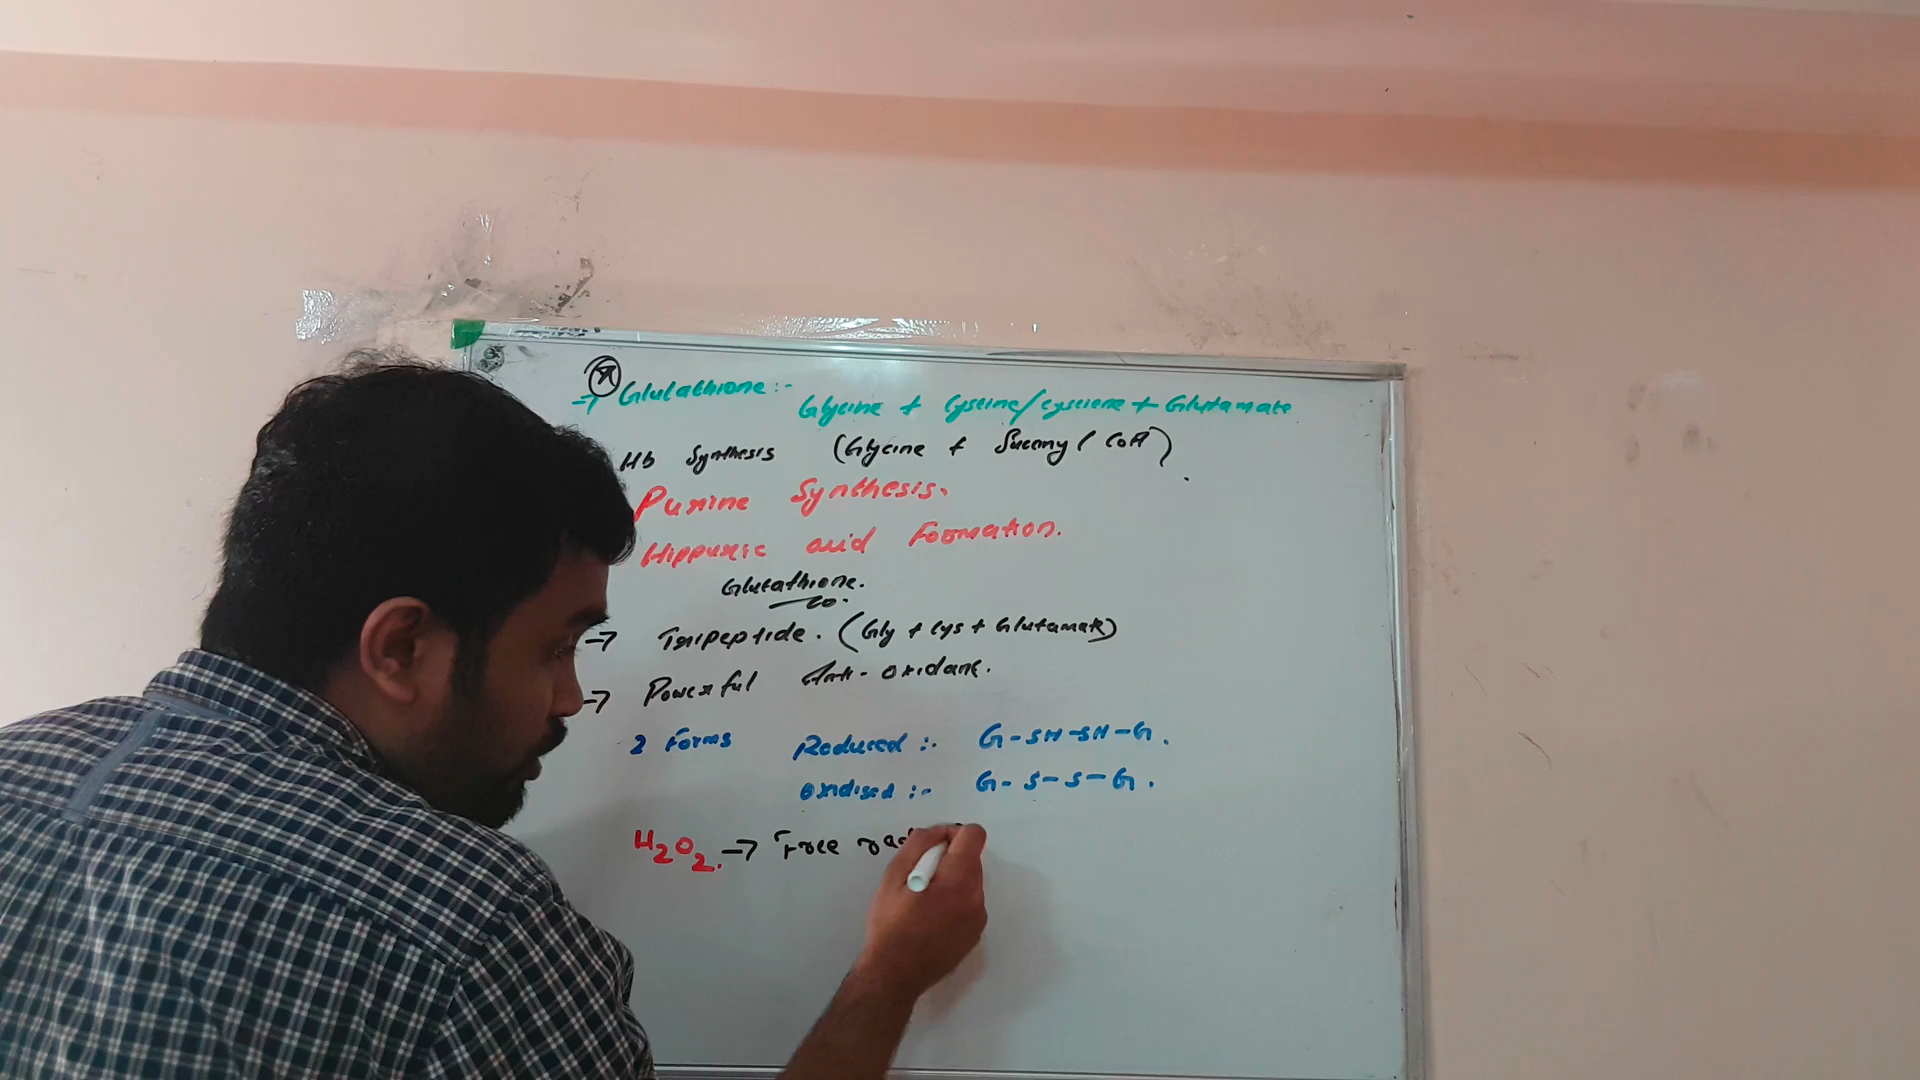 → Glutathione:-
Glycine + Cysteine/cysteine + Glutamate
Hb Synthesis (Glycine + Succinyl CoA)
Purine Synthesis.
Hippuric acid Formation.
Glutathione.
→ Tripeptide. (Gly + Cys + Glutamate)
→ Powerful Anti-oxidant.
2 Forms Reduced:- G-SH-SH-G.
Oxidised:- G-S-S-G.
H2O2. → Free